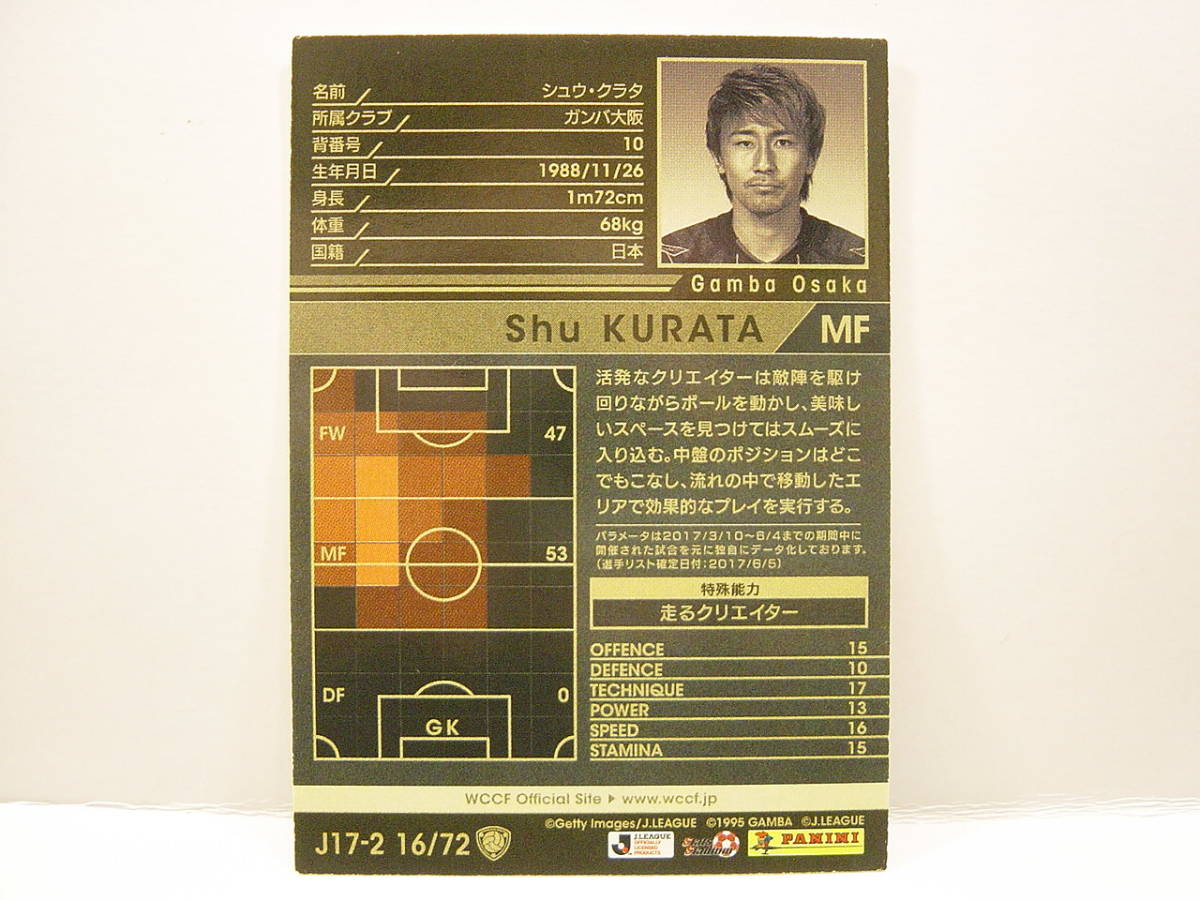 名前 シュウ・クラタ
所属クラブ ガンバ大阪
背番号 10
生年月日 1988/11/26
身長 1m72cm
体重 68kg
国籍 日本
Gamba Osaka
Shu KURATA MF
FW 47
MF 53
DF 0
GK
活発なクリエイターは敵陣を駆け
回りながらボールを動かし、美味し
いスペースを見つけてはスムーズに
入り込む。中盤のポジションはどこ
でもこなし、流れの中で移動したエ
リアで効果的なプレイを実行する。
パラメータは2017/3/10～6/4までの期間中に
開催された試合を元に独自にデータ化しております。
（選手リスト確定日付：2017/6/5）
特殊能力
走るクリエイター
OFFENCE 15
DEFENCE 10
TECHNIQUE 17
POWER 13
SPEED 16
STAMINA 15
WCCF Official Site ▶ www.wccf.jp
©Getty Images/J.LEAGUE ©1995 GAMBA ©J.LEAGUE
J17-2 16/72
J.LEAGUE
OFFICIALLY
LICENSED
PRODUCTS
PANINI